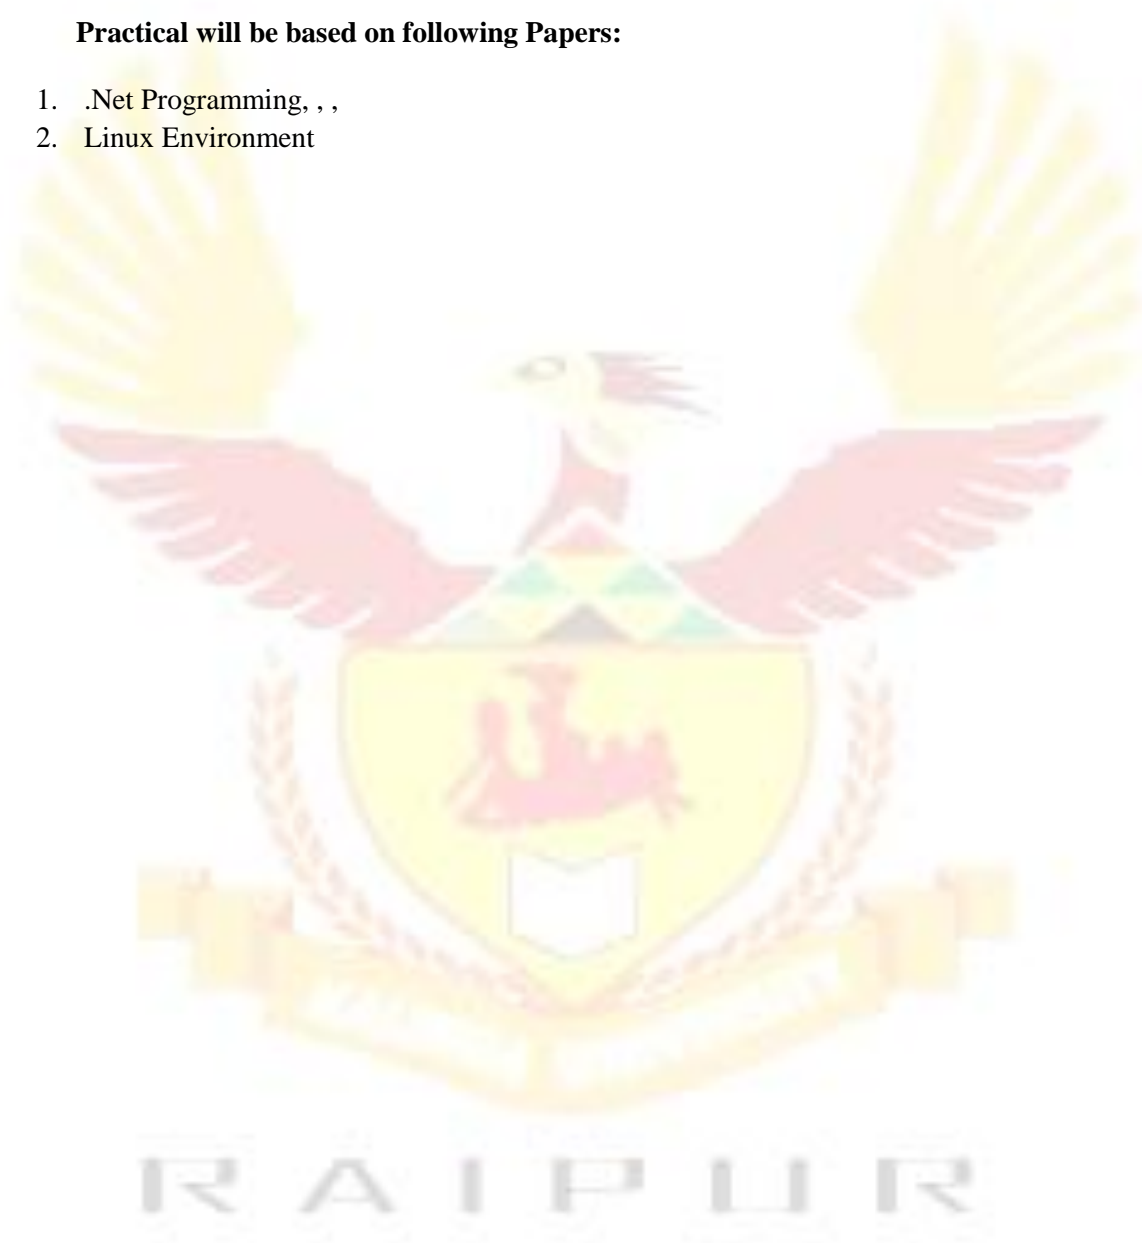 Practical will be based on following Papers:
1. .Net Programming, , ,
2. Linux Environment
RAIPUR